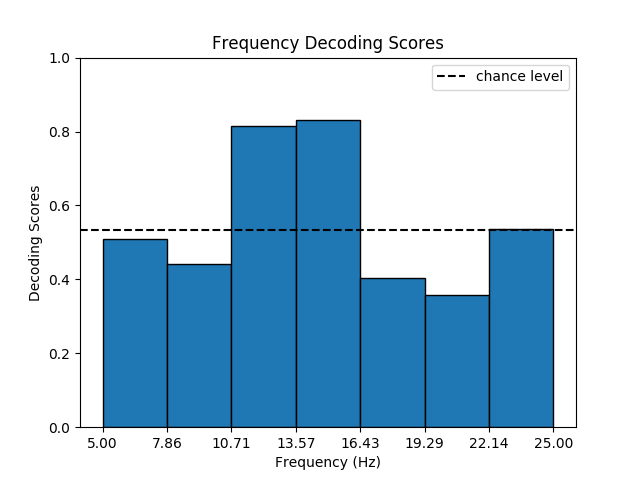 Frequency Decoding Scores
chance level
Decoding Scores
1.0
0.8
0.6
0.4
0.2
0.0
5.00 7.86 10.71 13.57 16.43 19.29 22.14 25.00
Frequency (Hz)